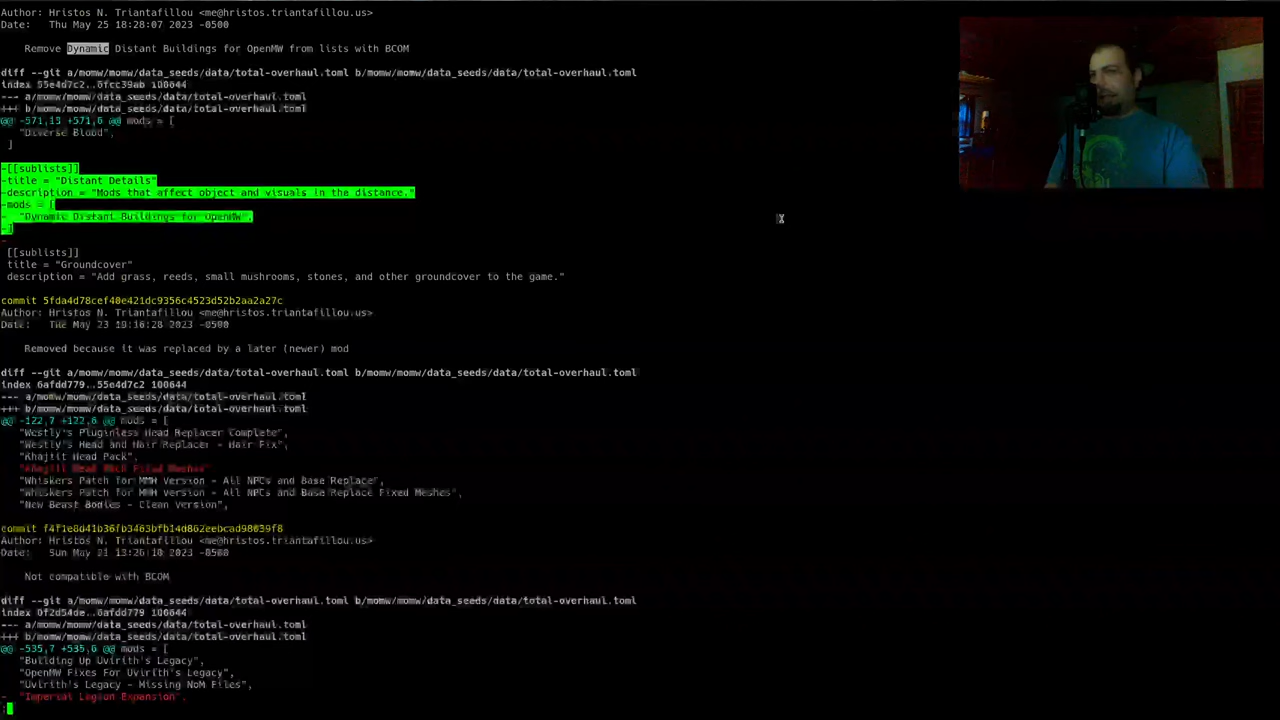 Author: Hristos N. Triantafillou <me@hristos.triantafillou.us>
Date:   Thu May 25 18:28:07 2023 -0500
Remove Dynamic Distant Buildings for OpenMW from lists with BCOM
diff --git a/momw/momw/data_seeds/data/total-overhaul.toml b/momw/momw/data_seeds/data/total-overhaul.toml
index 55e4d7c2..6fcc39ab 100644
--- a/momw/momw/data_seeds/data/total-overhaul.toml
+++ b/momw/momw/data_seeds/data/total-overhaul.toml
@@ -571,13 +571,6 @@ mods = [
"Diverse Blood",
]
-[[sublists]]
-title = "Distant Details"
-description = "Mods that affect object and visuals in the distance."
-mods = [
-  "Dynamic Distant Buildings for OpenMW",
-]
-
[[sublists]]
title = "Groundcover"
description = "Add grass, reeds, small mushrooms, stones, and other groundcover to the game."
commit 5fda4d78cef40e421dc9356c4523d52b2aa2a27c
Author: Hristos N. Triantafillou <me@hristos.triantafillou.us>
Date:   Tue May 23 19:16:28 2023 -0500
Removed because it was replaced by a later (newer) mod
diff --git a/momw/momw/data_seeds/data/total-overhaul.toml b/momw/momw/data_seeds/data/total-overhaul.toml
index 6afdd779..55e4d7c2 100644
--- a/momw/momw/data_seeds/data/total-overhaul.toml
+++ b/momw/momw/data_seeds/data/total-overhaul.toml
@@ -122,7 +122,6 @@ mods = [
"Westly's Pluginless Head Replacer Complete",
"Westly's Head and Hair Replacer - Hair Fix",
"Khajiit Head Pack",
"Khajiit Head Pack Fixed Meshes"
"Whiskers Patch for MMH Version - All NPCs and Base Replace",
"Whiskers Patch for MMH Version - All NPCs and Base Replace Fixed Meshes",
"New Beast Bodies - Clean Version",
commit f4f1e8d41b36fb3463bfb14d862eebcad98039f8
Author: Hristos N. Triantafillou <me@hristos.triantafillou.us>
Date:   Sun May 21 13:26:10 2023 -0500
Not compatible with BCOM
diff --git a/momw/momw/data_seeds/data/total-overhaul.toml b/momw/momw/data_seeds/data/total-overhaul.toml
index 0f2d54de..6afdd779 100644
--- a/momw/momw/data_seeds/data/total-overhaul.toml
+++ b/momw/momw/data_seeds/data/total-overhaul.toml
@@ -535,7 +535,6 @@ mods = [
"Building Up Uvirith's Legacy",
"OpenMW Fixes For Uvirith's Legacy",
"Uvirith's Legacy - Missing NoM Files",
-  "Imperial Legion Expansion",
: